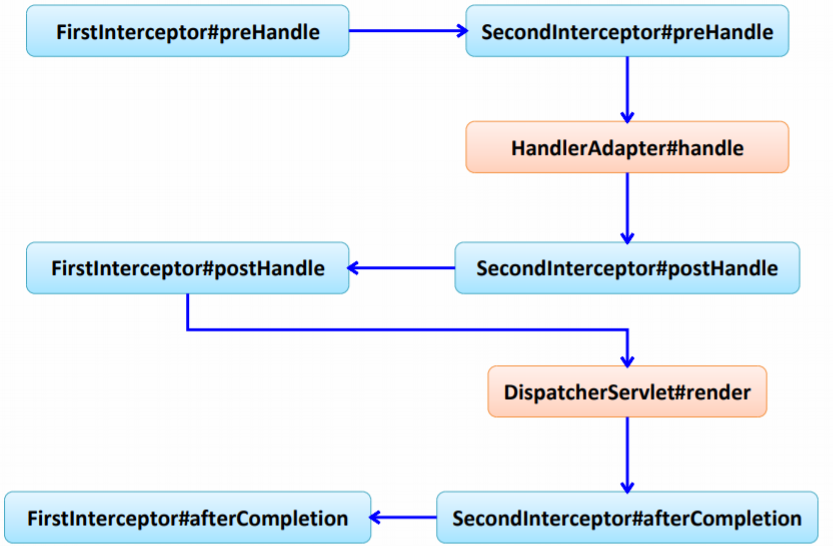 FirstInterceptor#preHandle
SecondInterceptor#preHandle
HandlerAdapter#handle
FirstInterceptor#postHandle
SecondInterceptor#postHandle
DispatcherServlet#render
FirstInterceptor#afterCompletion
SecondInterceptor#afterCompletion